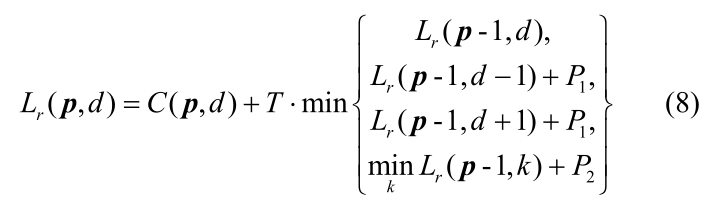 L_r(p-1,d),
L_r(p-1,d-1)+P_1,
L_r(p,d)=C(p,d)+T·min{ } (8)
L_r(p-1,d+1)+P_1,
min_k L_r(p-1,k)+P_2